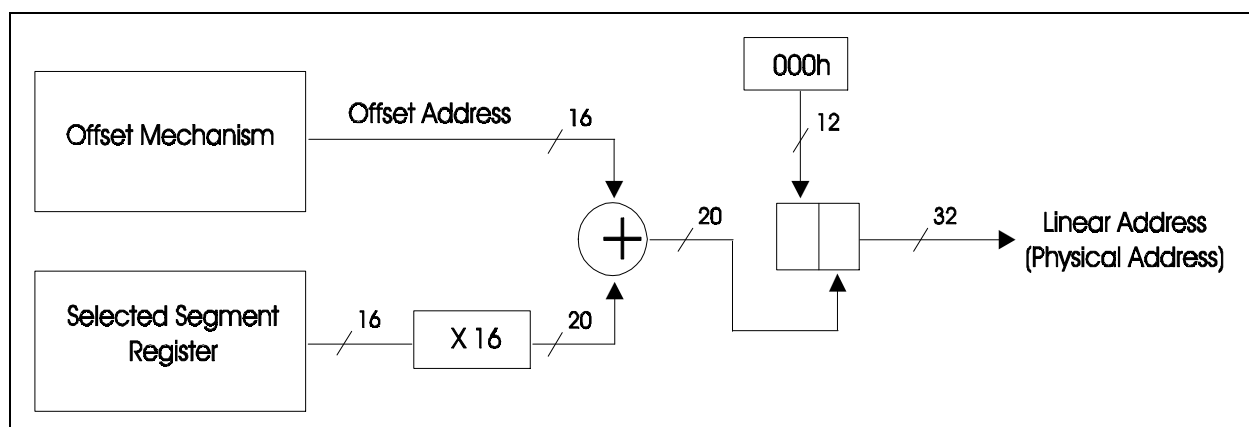 000h
Offset Mechanism
Offset Address
16
12
20
32
Linear Address
(Physical Address)
Selected Segment
Register
16
X 16
20